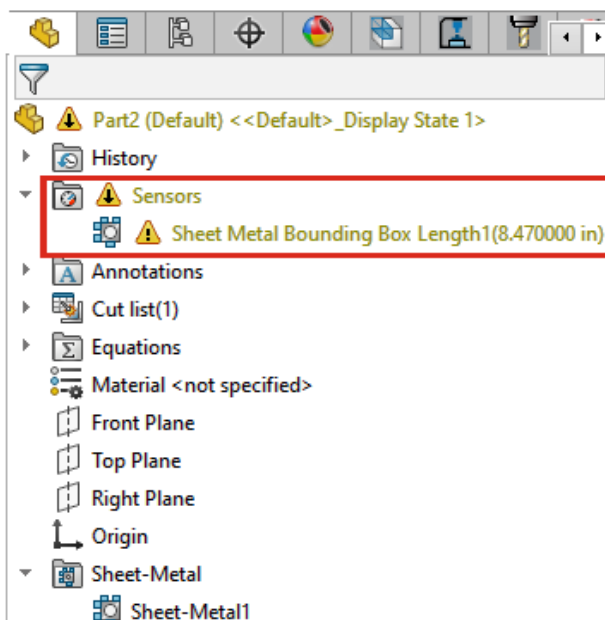 Part2 (Default) <<Default>_Display State 1>
History
Sensors
Sheet Metal Bounding Box Length1(8.470000 in)
Annotations
Cut list(1)
Equations
Material <not specified>
Front Plane
Top Plane
Right Plane
Origin
Sheet-Metal
Sheet-Metal1